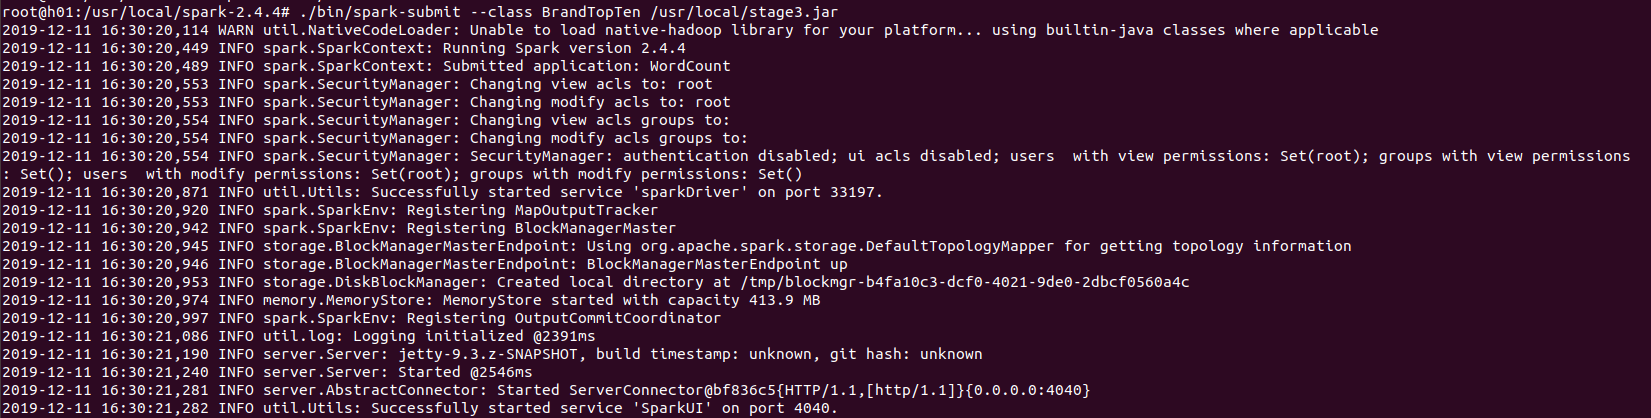 root@h01:/usr/local/spark-2.4.4# ./bin/spark-submit --class BrandTopTen /usr/local/stage3.jar
2019-12-11 16:30:20,114 WARN util.NativeCodeLoader: Unable to load native-hadoop library for your platform... using builtin-java classes where applicable
2019-12-11 16:30:20,449 INFO spark.SparkContext: Running Spark version 2.4.4
2019-12-11 16:30:20,489 INFO spark.SparkContext: Submitted application: WordCount
2019-12-11 16:30:20,553 INFO spark.SecurityManager: Changing view acls to: root
2019-12-11 16:30:20,553 INFO spark.SecurityManager: Changing modify acls to: root
2019-12-11 16:30:20,554 INFO spark.SecurityManager: Changing view acls groups to:
2019-12-11 16:30:20,554 INFO spark.SecurityManager: Changing modify acls groups to:
2019-12-11 16:30:20,554 INFO spark.SecurityManager: SecurityManager: authentication disabled; ui acls disabled; users  with view permissions: Set(root); groups with view permissions
: Set(); users  with modify permissions: Set(root); groups with modify permissions: Set()
2019-12-11 16:30:20,871 INFO util.Utils: Successfully started service 'sparkDriver' on port 33197.
2019-12-11 16:30:20,920 INFO spark.SparkEnv: Registering MapOutputTracker
2019-12-11 16:30:20,942 INFO spark.SparkEnv: Registering BlockManagerMaster
2019-12-11 16:30:20,945 INFO storage.BlockManagerMasterEndpoint: Using org.apache.spark.storage.DefaultTopologyMapper for getting topology information
2019-12-11 16:30:20,946 INFO storage.BlockManagerMasterEndpoint: BlockManagerMasterEndpoint up
2019-12-11 16:30:20,953 INFO storage.DiskBlockManager: Created local directory at /tmp/blockmgr-b4fa10c3-dcf0-4021-9de0-2dbcf0560a4c
2019-12-11 16:30:20,974 INFO memory.MemoryStore: MemoryStore started with capacity 413.9 MB
2019-12-11 16:30:20,997 INFO spark.SparkEnv: Registering OutputCommitCoordinator
2019-12-11 16:30:21,086 INFO util.log: Logging initialized @2391ms
2019-12-11 16:30:21,190 INFO server.Server: jetty-9.3.z-SNAPSHOT, build timestamp: unknown, git hash: unknown
2019-12-11 16:30:21,240 INFO server.Server: Started @2546ms
2019-12-11 16:30:21,281 INFO server.AbstractConnector: Started ServerConnector@bf836c5{HTTP/1.1,[http/1.1]}{0.0.0.0:4040}
2019-12-11 16:30:21,282 INFO util.Utils: Successfully started service 'SparkUI' on port 4040.